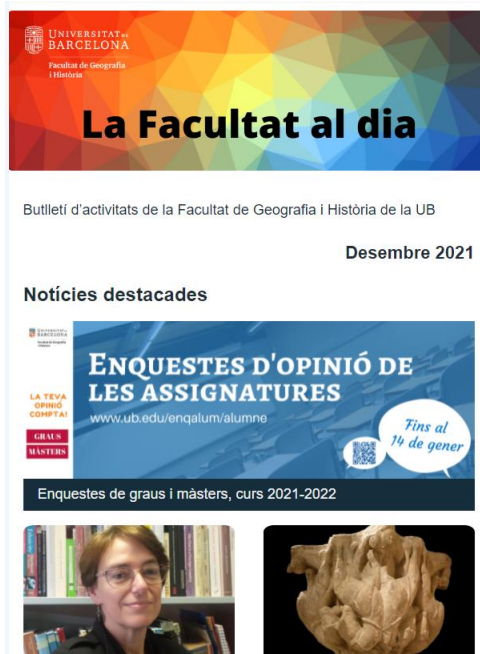 UNIVERSITAT DE
BARCELONA
Facultat de Geografia
i Història
La Facultat al dia
Butlletí d'activitats de la Facultat de Geografia i Història de la UB
Desembre 2021
Notícies destacades
UNIVERSITAT DE
BARCELONA
ENQUESTES D'OPINIÓ DE
LES ASSIGNATURES
www.ub.edu/enqalum/alumne
LA TEVA
OPINIÓ
COMPTA!
GRAUS
MÀSTERS
Fins al
14 de gener
Enquestes de graus i màsters, curs 2021-2022